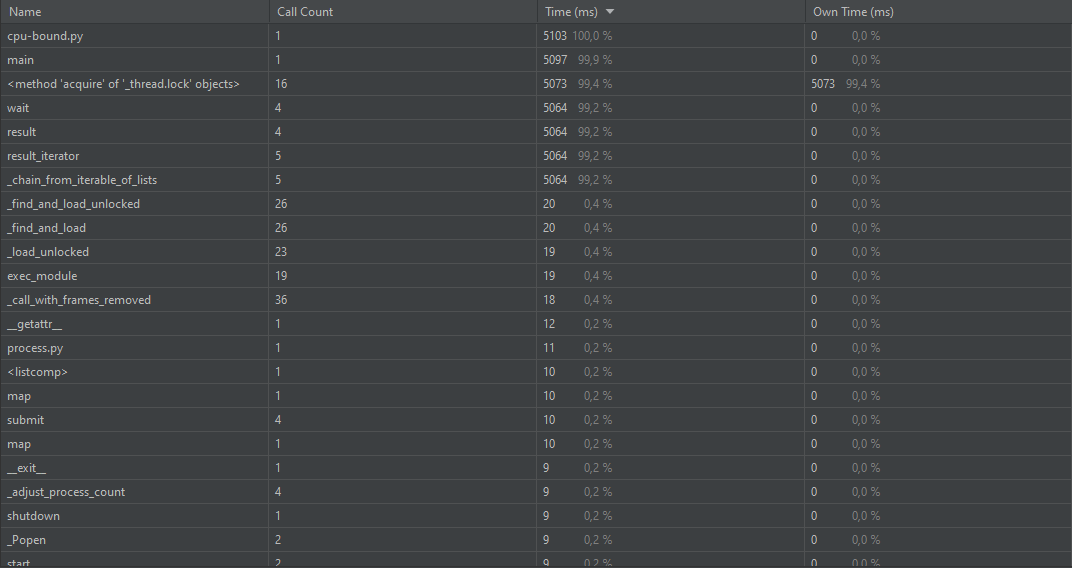 Name Call Count Time (ms) Own Time (ms)
cpu-bound.py 1 5103 100,0 % 0 0,0 %
main 1 5097 99,9 % 0 0,0 %
<method 'acquire' of '_thread.lock' objects> 16 5073 99,4 % 5073 99,4 %
wait 4 5064 99,2 % 0 0,0 %
result 4 5064 99,2 % 0 0,0 %
result_iterator 5 5064 99,2 % 0 0,0 %
_chain_from_iterable_of_lists 5 5064 99,2 % 0 0,0 %
_find_and_load_unlocked 26 20 0,4 % 0 0,0 %
_find_and_load 26 20 0,4 % 0 0,0 %
_load_unlocked 23 19 0,4 % 0 0,0 %
exec_module 19 19 0,4 % 0 0,0 %
_call_with_frames_removed 36 18 0,4 % 0 0,0 %
__getattr__ 1 12 0,2 % 0 0,0 %
process.py 1 11 0,2 % 0 0,0 %
<listcomp> 1 10 0,2 % 0 0,0 %
map 1 10 0,2 % 0 0,0 %
submit 4 10 0,2 % 0 0,0 %
map 1 10 0,2 % 0 0,0 %
__exit__ 1 9 0,2 % 0 0,0 %
_adjust_process_count 4 9 0,2 % 0 0,0 %
shutdown 1 9 0,2 % 0 0,0 %
_Popen 2 9 0,2 % 0 0,0 %
start 2 9 0,2 % 0 0,0 %